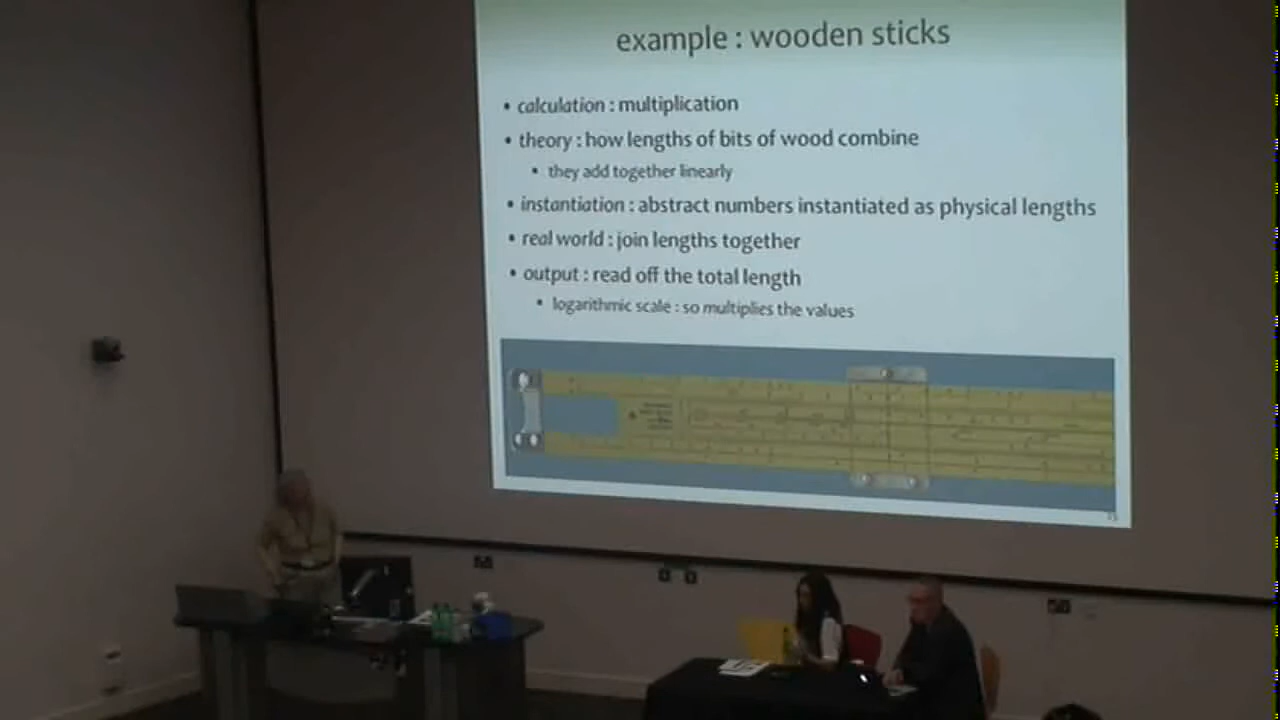 example : wooden sticks
• calculation : multiplication
• theory : how lengths of bits of wood combine
• they add together linearly
• instantiation : abstract numbers instantiated as physical lengths
• real world : join lengths together
• output : read off the total length
• logarithmic scale : so multiplies the values